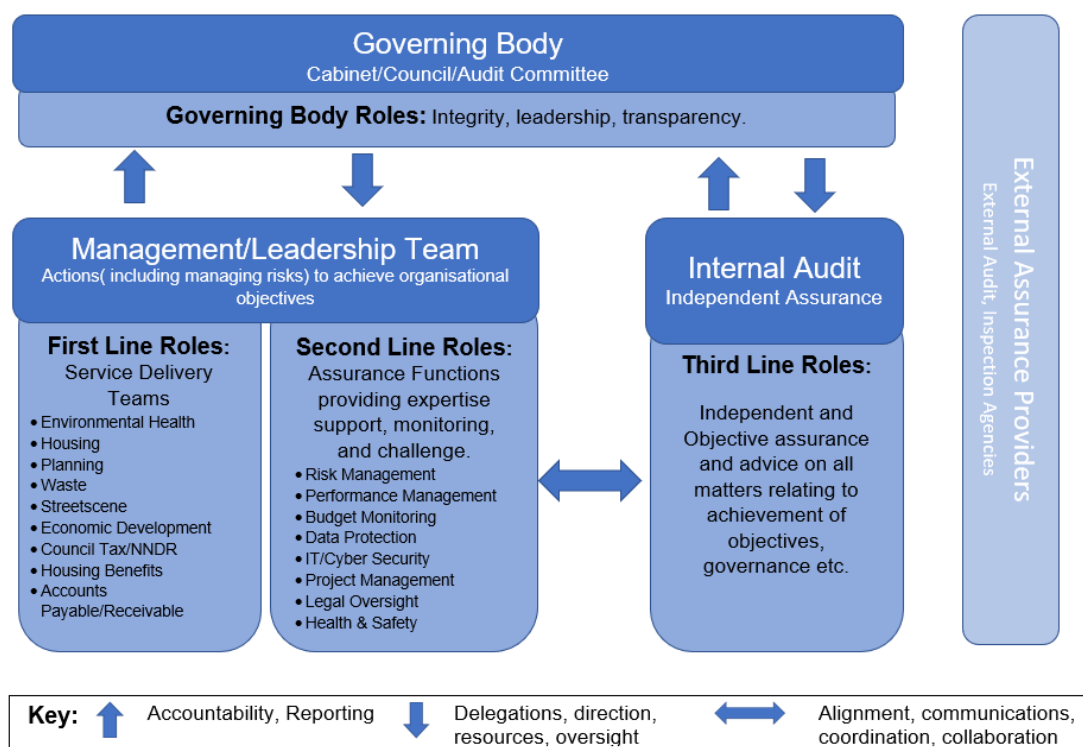 Governing Body
Cabinet/Council/Audit Committee
Governing Body Roles: Integrity, leadership, transparency.
Management/Leadership Team
Actions( including managing risks) to achieve organisational
objectives
First Line Roles:
Service Delivery
Teams
• Environmental Health
• Housing
• Planning
• Waste
• Streetscene
• Economic Development
• Council Tax/NNDR
• Housing Benefits
• Accounts
Payable/Receivable
Second Line Roles:
Assurance Functions
providing expertise
support, monitoring,
and challenge.
• Risk Management
• Performance Management
• Budget Monitoring
• Data Protection
• IT/Cyber Security
• Project Management
• Legal Oversight
• Health & Safety
Internal Audit
Independent Assurance
Third Line Roles:
Independent and
Objective assurance
and advice on all
matters relating to
achievement of
objectives,
governance etc.
External Assurance Providers
External Audit, Inspection Agencies
Key:
Accountability, Reporting
Delegations, direction,
resources, oversight
Alignment, communications,
coordination, collaboration